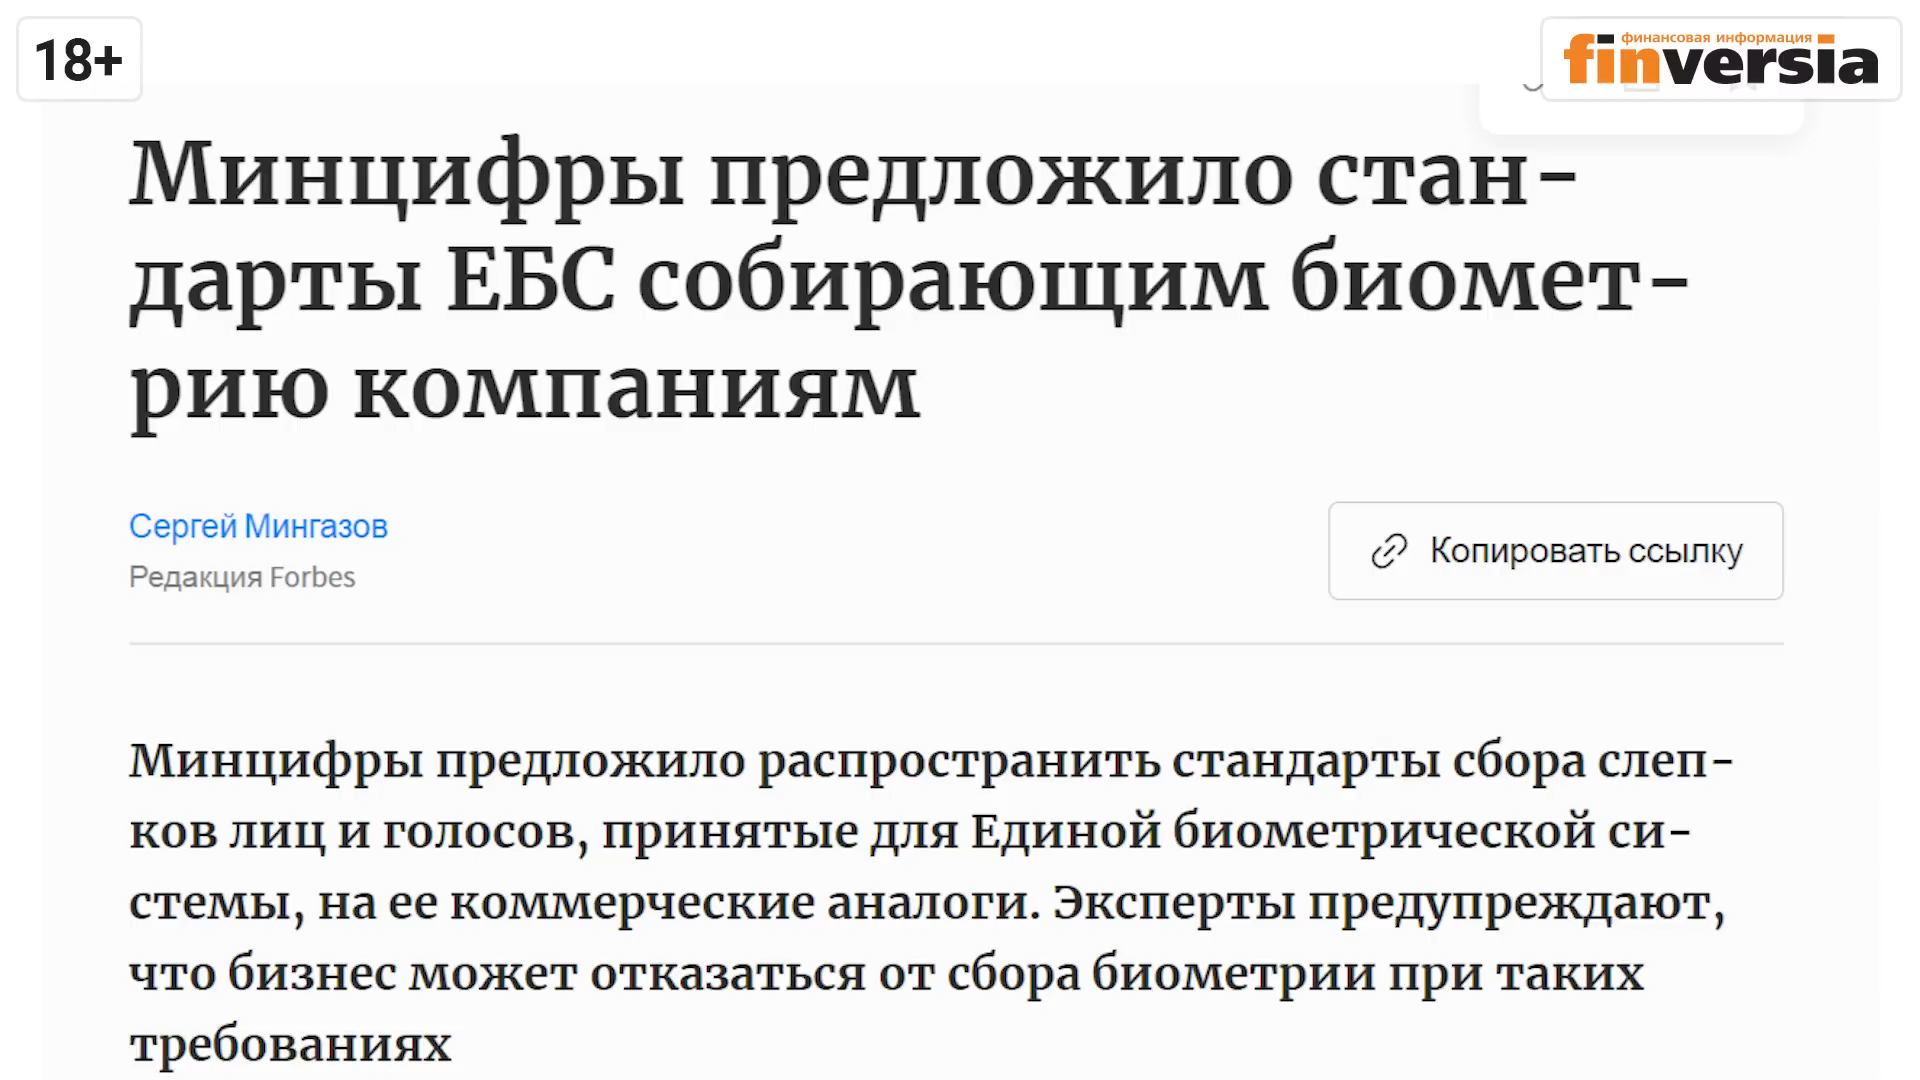 18+
финансовая информация
finversia
Минцифры предложило стан-
дарты ЕБС собирающим биомет-
рию компаниям
Сергей Мингазов
Редакция Forbes
Копировать ссылку
Минцифры предложило распространить стандарты сбора слеп-
ков лиц и голосов, принятые для Единой биометрической си-
стемы, на ее коммерческие аналоги. Эксперты предупреждают,
что бизнес может отказаться от сбора биометрии при таких
требованиях